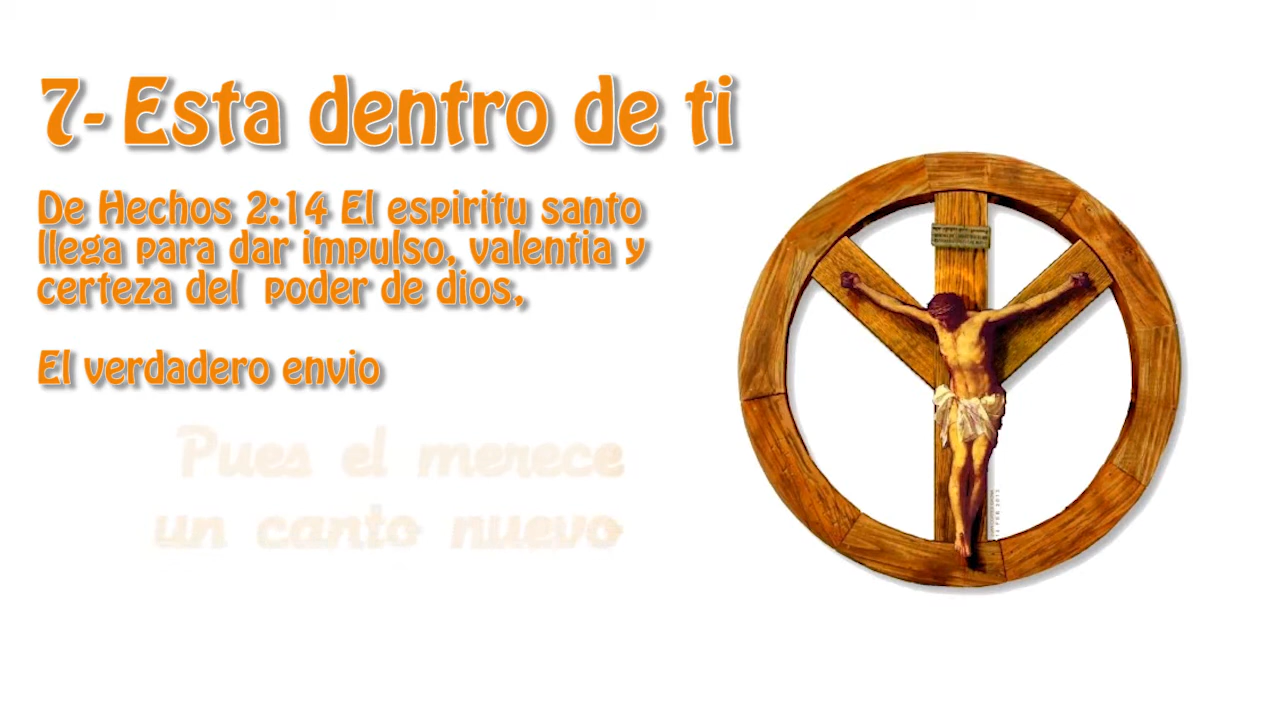 7- Esta dentro de ti
De Hechos 2:14 El espiritu santo
llega para dar impulso, valentia y
certeza del  poder de dios,
El verdadero envio
Pues el merece
un canto nuevo